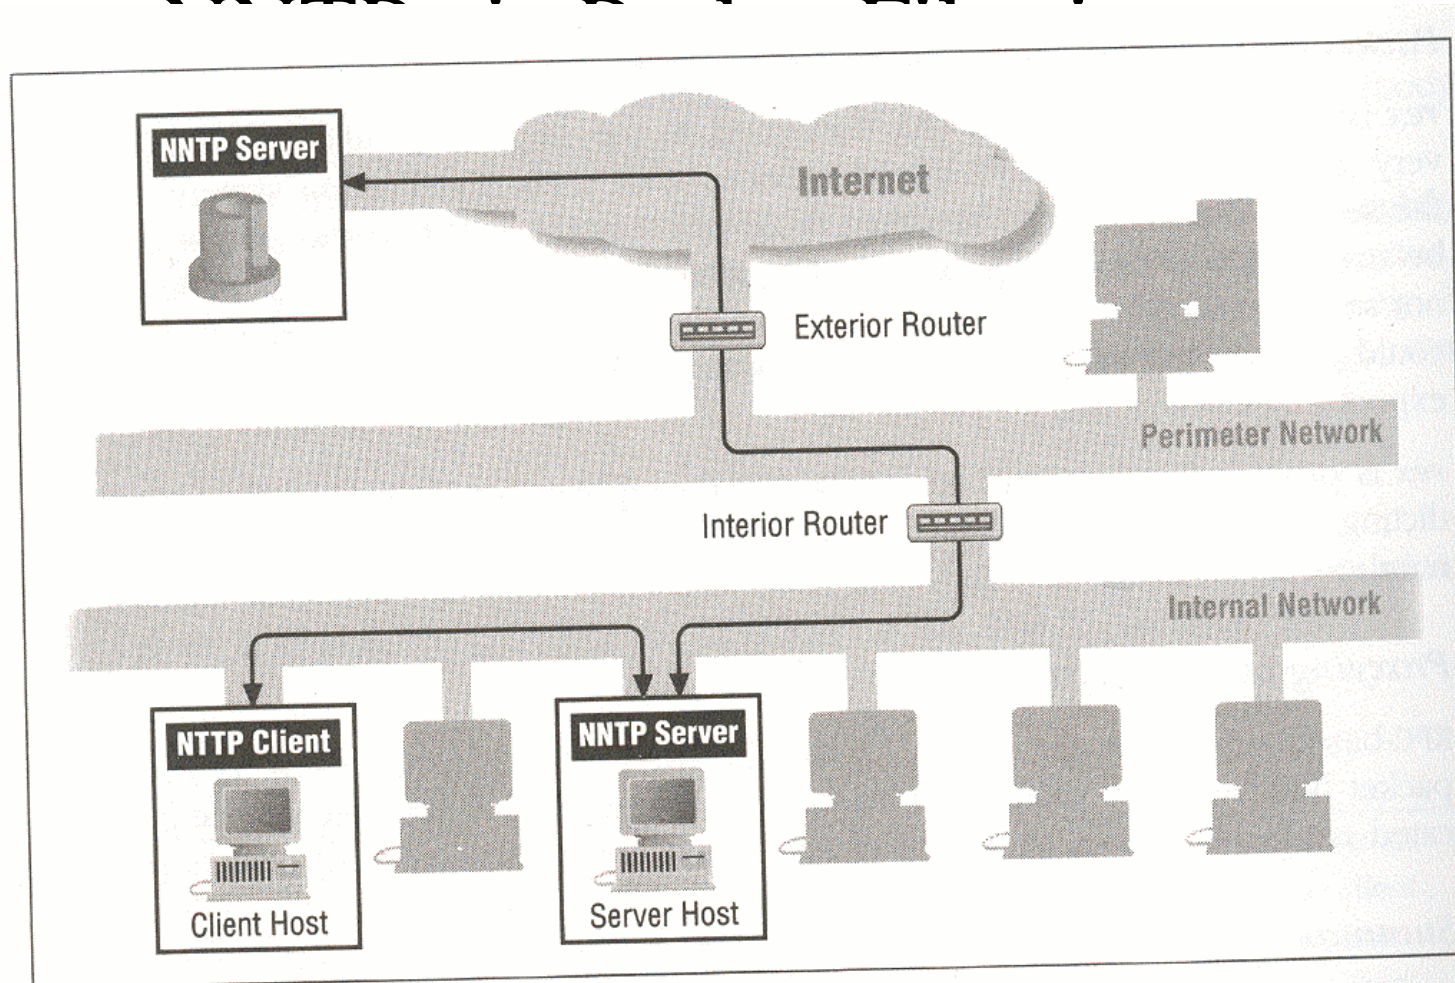 NNTP Server
Internet
Exterior Router
Perimeter Network
Interior Router
Internal Network
NTTP Client
Client Host
NNTP Server
Server Host